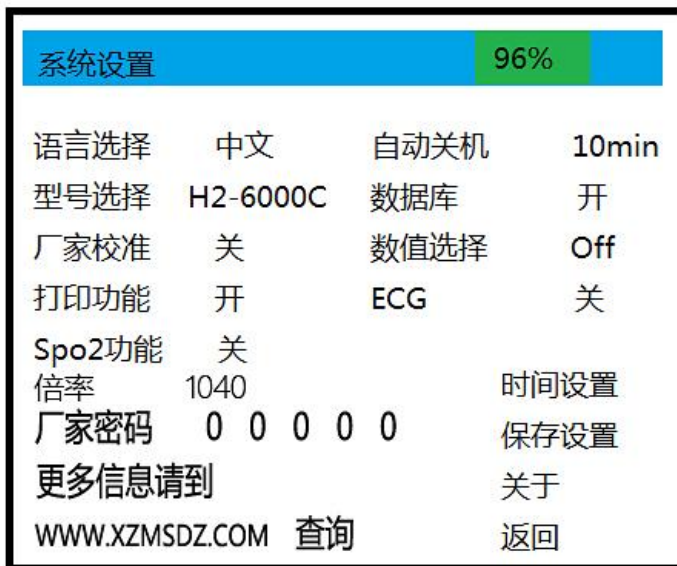 系统设置 96%
语言选择 中文 自动关机 10min
型号选择 H2-6000C 数据库 开
厂家校准 关 数值选择 Off
打印功能 开 ECG 关
Spo2功能 关
倍率 1040 时间设置
厂家密码 0 0 0 0 0 保存设置
更多信息请到 关于
WWW.XZMSDZ.COM 查询 返回